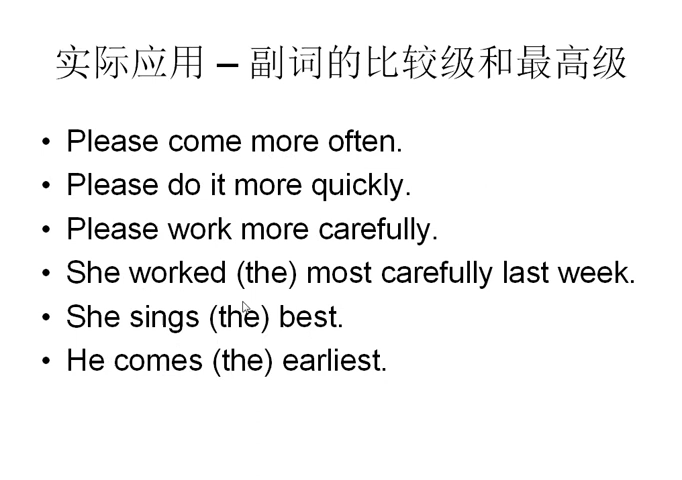 实际应用 – 副词的比较级和最高级
• Please come more often.
• Please do it more quickly.
• Please work more carefully.
• She worked (the) most carefully last week.
• She sings (the) best.
• He comes (the) earliest.